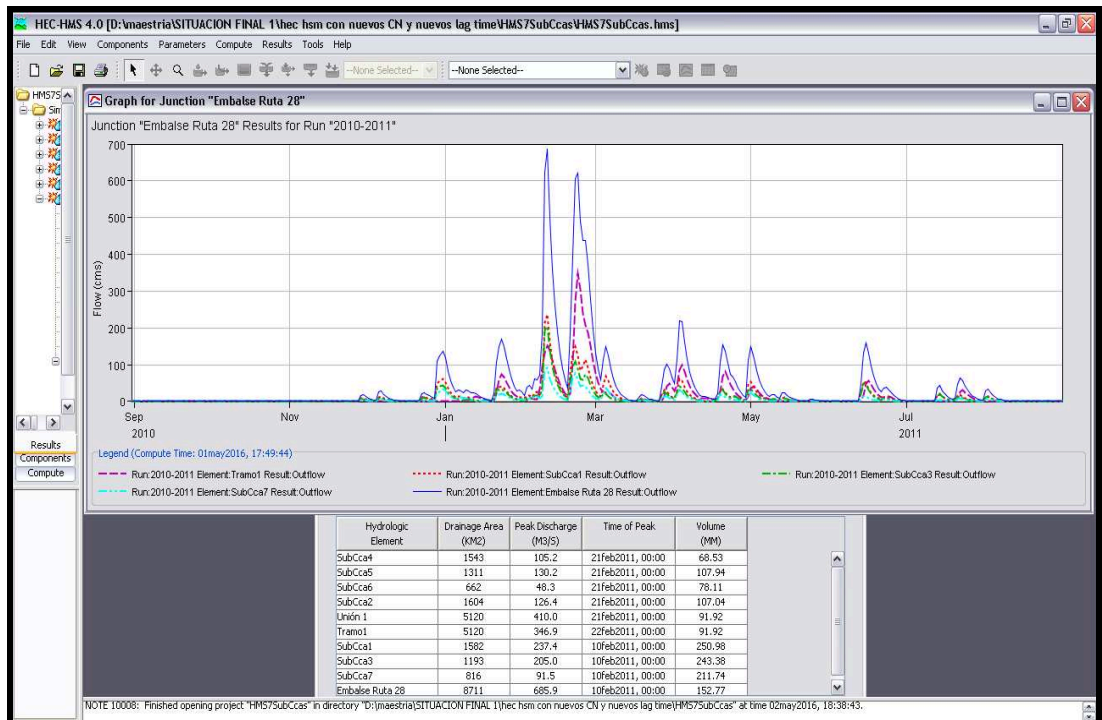 HEC-HMS 4.0 [D:\maestria\SITUACION FINAL 1\hec hsm con nuevos CN y nuevos lag time\HMS7SubCcas\HMS7SubCcas.hms]
File Edit View Components Parameters Compute Results Tools Help
--None Selected-- --None Selected--
HMS7S
Sim
Graph for Junction "Embalse Ruta 28"
Junction "Embalse Ruta 28" Results for Run "2010-2011"
700
600
500
400
300
200
100
0
Flow (cms)
Sep Nov Jan Mar May Jul
2010 2011
Legend (Compute Time: 01may2016, 17:49:44)
Run:2010-2011 Element:Tramo1 Result:Outflow Run:2010-2011 Element:SubCca1 Result:Outflow Run:2010-2011 Element:SubCca3 Result:Outflow
Run:2010-2011 Element:SubCca7 Result:Outflow Run:2010-2011 Element:Embalse Ruta 28 Result:Outflow
Results
Components
Compute
Hydrologic Element Drainage Area (KM2) Peak Discharge (M3/S) Time of Peak Volume (MM)
SubCca4 1543 105.2 21feb2011, 00:00 68.53
SubCca5 1311 130.2 21feb2011, 00:00 107.94
SubCca6 662 48.3 21feb2011, 00:00 78.11
SubCca2 1604 126.4 21feb2011, 00:00 107.04
Unión 1 5120 410.0 21feb2011, 00:00 91.92
Tramo1 5120 346.9 22feb2011, 00:00 91.92
SubCca1 1582 237.4 10feb2011, 00:00 250.98
SubCca3 1193 205.0 10feb2011, 00:00 243.38
SubCca7 816 91.5 10feb2011, 00:00 211.74
Embalse Ruta 28 8711 685.9 10feb2011, 00:00 152.77
NOTE 10008: Finished opening project "HMS7SubCcas" in directory "D:\maestria\SITUACION FINAL 1\hec hsm con nuevos CN y nuevos lag time\HMS7SubCcas" at time 02may2016, 18:38:43.